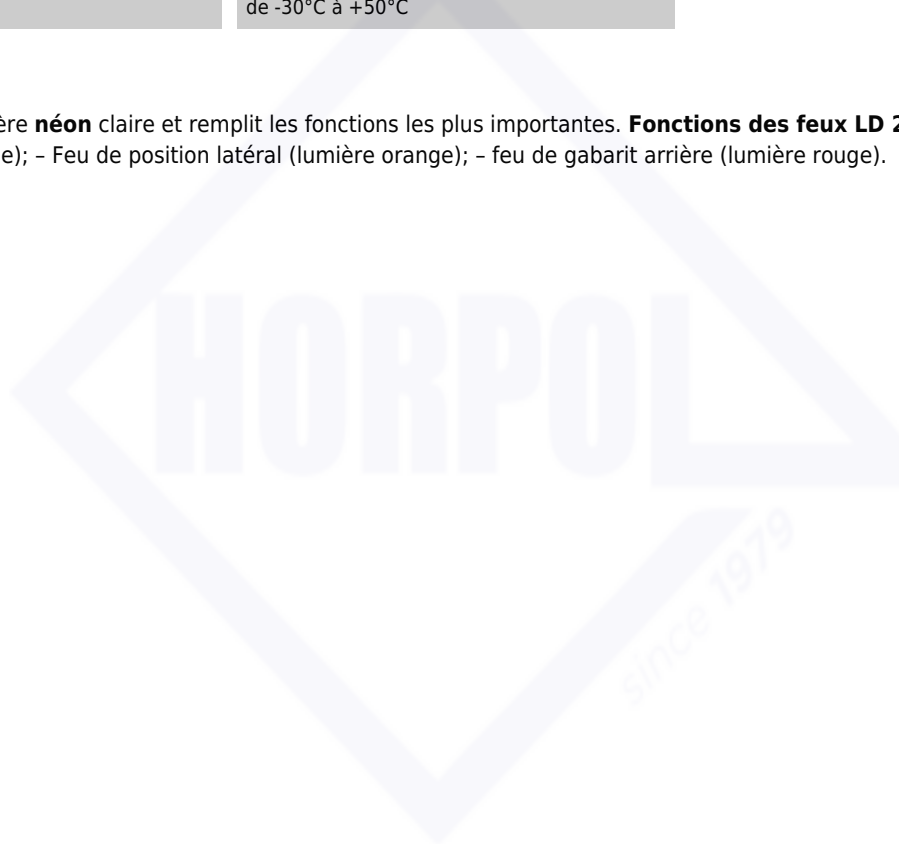 de -30°C à +50°C
ère néon claire et remplit les fonctions les plus importantes. Fonctions des feux LD 2
e); – Feu de position latéral (lumière orange); – feu de gabarit arrière (lumière rouge).
HORPOL
since 1979